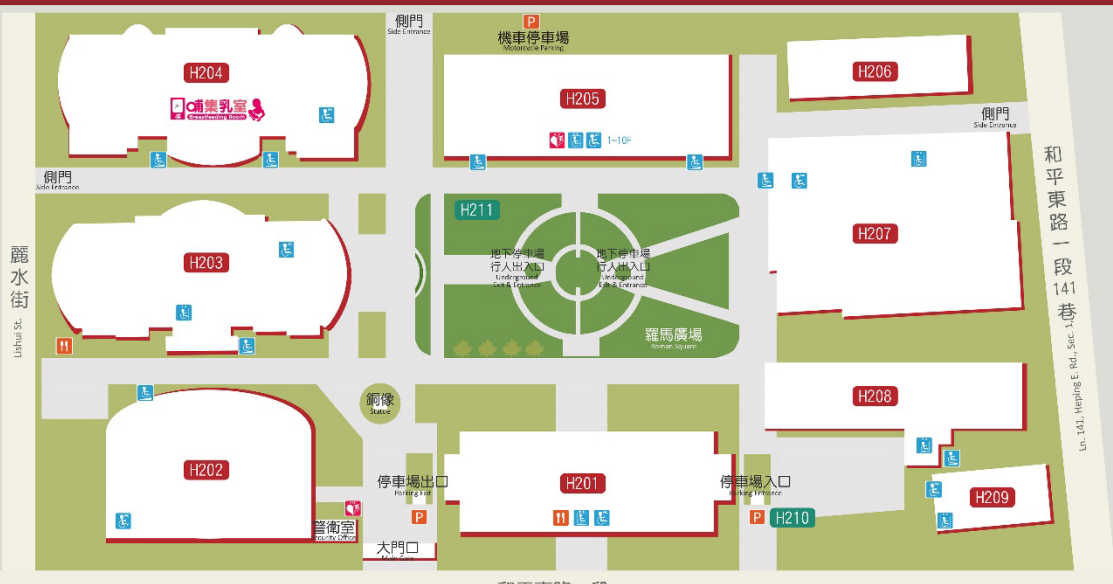 側門
Side Entrance
P
機車停車場
Motorcycle Parking
H204
哺集乳室
Breastfeeding Room
H205
1~10F
H206
側門
Side Entrance
側門
Side Entrance
H211
地下停車場
行人出入口
Underground
Exit & Entrance
地下停車場
行人出入口
Underground
Exit & Entrance
H203
H207
羅馬廣場
Roman Square
麗水街
Lishui St.
和平東路一段141巷
Ln. 141, Heping E. Rd., Sec. 1,
銅像
Statue
H208
H202
停車場出口
Parking Exit
P
H201
停車場入口
Parking Entrance
P
H210
H209
警衛室
Security Office
大門口